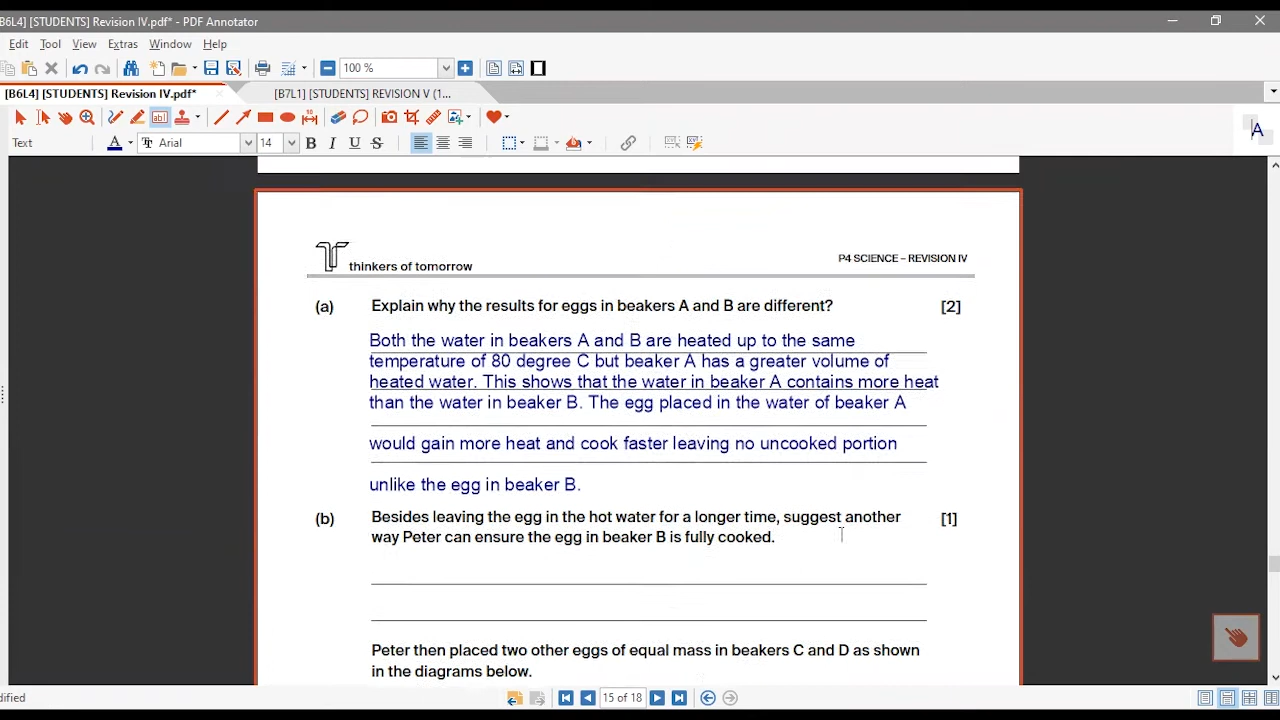 B6L4] [STUDENTS] Revision IV.pdf* - PDF Annotator
Edit Tool View Extras Window Help
100 %
[B6L4] [STUDENTS] Revision IV.pdf*
[B7L1] [STUDENTS] REVISION V (1...
Text
A
Arial
14
B I U S
A
thinkers of tomorrow
P4 SCIENCE – REVISION IV
(a) Explain why the results for eggs in beakers A and B are different? [2]
Both the water in beakers A and B are heated up to the same
temperature of 80 degree C but beaker A has a greater volume of
heated water. This shows that the water in beaker A contains more heat
than the water in beaker B. The egg placed in the water of beaker A
would gain more heat and cook faster leaving no uncooked portion
unlike the egg in beaker B.
(b) Besides leaving the egg in the hot water for a longer time, suggest another [1]
way Peter can ensure the egg in beaker B is fully cooked.
Peter then placed two other eggs of equal mass in beakers C and D as shown
in the diagrams below.
dified
15 of 18